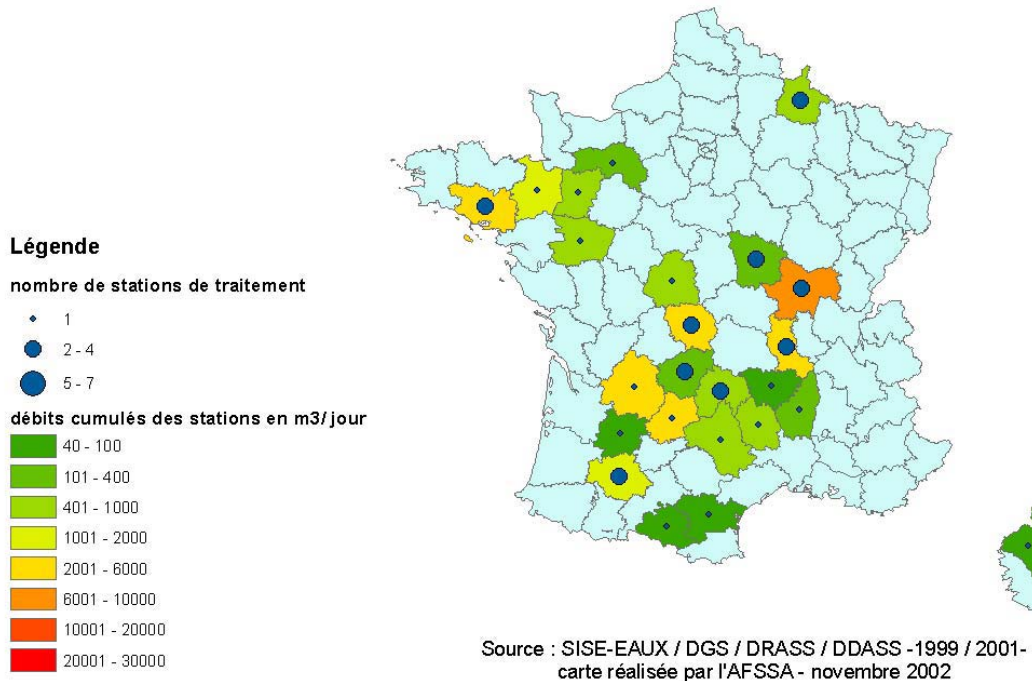 Légende
nombre de stations de traitement
1
2 - 4
5 - 7
débits cumulés des stations en m3/ jour
40 - 100
101 - 400
401 - 1000
1001 - 2000
2001 - 6000
6001 - 10000
10001 - 20000
20001 - 30000
Source : SISE-EAUX / DGS / DRASS / DDASS -1999 / 2001-
carte réalisée par l'AFSSA - novembre 2002